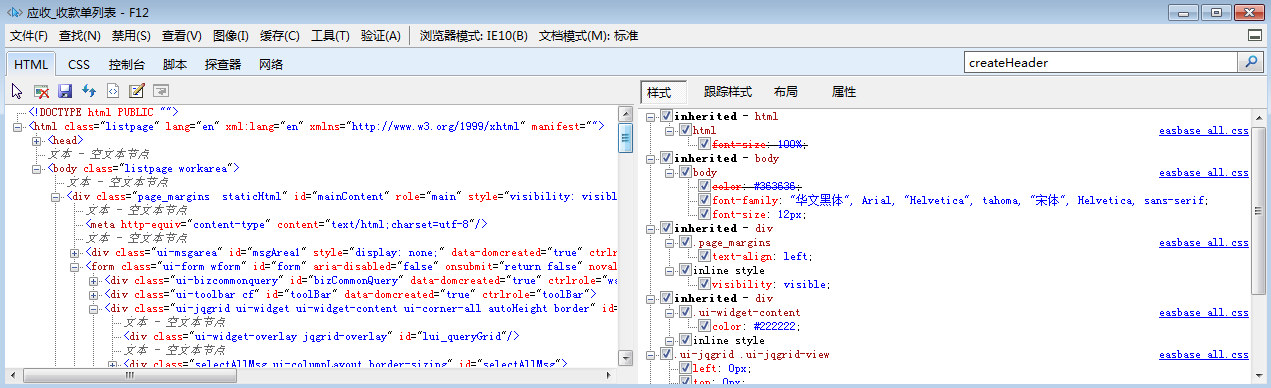 应收_收款单列表 - F12
文件(F) 查找(N) 禁用(S) 查看(V) 图像(I) 缓存(C) 工具(T) 验证(A) 浏览器模式: IE10(B) 文档模式(M): 标准
HTML CSS 控制台 脚本 探查器 网络 createHeader
样式 跟踪样式 布局 属性
<!DOCTYPE html PUBLIC "">
<html class="listpage" lang="en" xml:lang="en" xmlns="http://www.w3.org/1999/xhtml" manifest="">
<head>
文本 - 空文本节点
<body class="listpage workarea">
文本 - 空文本节点
<div class="page_margins  staticHtml" id="mainContent" role="main" style="visibility: visibl
文本 - 空文本节点
<meta http-equiv="content-type" content="text/html;charset=utf-8"/>
文本 - 空文本节点
<div class="ui-msgarea" id="msgArea1" style="display: none;" data-domcreated="true" ctrlro
<form class="ui-form wform" id="form" aria-disabled="false" onsubmit="return false" noval
<div class="ui-bizcommonquery" id="bizCommonQuery" data-domcreated="true" ctrlrole="wa
<div class="ui-toolbar cf" id="toolBar" data-domcreated="true" ctrlrole="toolBar">
<div class="ui-jqgrid ui-widget ui-widget-content ui-corner-all autoHeight border" id=
文本 - 空文本节点
<div class="ui-widget-overlay jqgrid-overlay" id="lui_queryGrid"/>
文本 - 空文本节点
<div class="selectAllMsg ui-columnLayout border-sizing" id="selectAllMsg">
inherited - html
html easbase_all.css
font-size: 100%;
inherited - body
body easbase_all.css
color: #363636;
font-family: "华文黑体", Arial, "Helvetica", tahoma, "宋体", Helvetica, sans-serif;
font-size: 12px;
inherited - div
.page_margins easbase_all.css
text-align: left;
inline style
visibility: visible;
inherited - div
.ui-widget-content easbase_all.css
color: #222222;
inline style
.ui-jqgrid .ui-jqgrid-view easbase_all.css
left: 0px;
top: 0px;